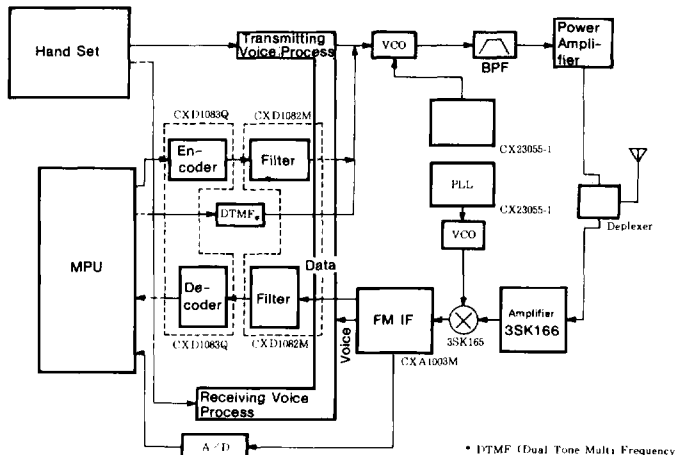 Hand Set
Transmitting
Voice Process
VCO
BPF
Power
Ampli-
fier
CXD1083Q
CXD1082M
En-
coder
Filter
CX23055-1
PLL
CX23055-1
DTMF*
VCO
Deplexer
MPU
Data
De-
coder
Filter
FM IF
Amplifier
3SK166
3SK165
Voice
CXD1083Q
CXD1082M
CXA1003M
Receiving Voice
Process
A/D
* DTMF (Dual Tone Multi Frequency